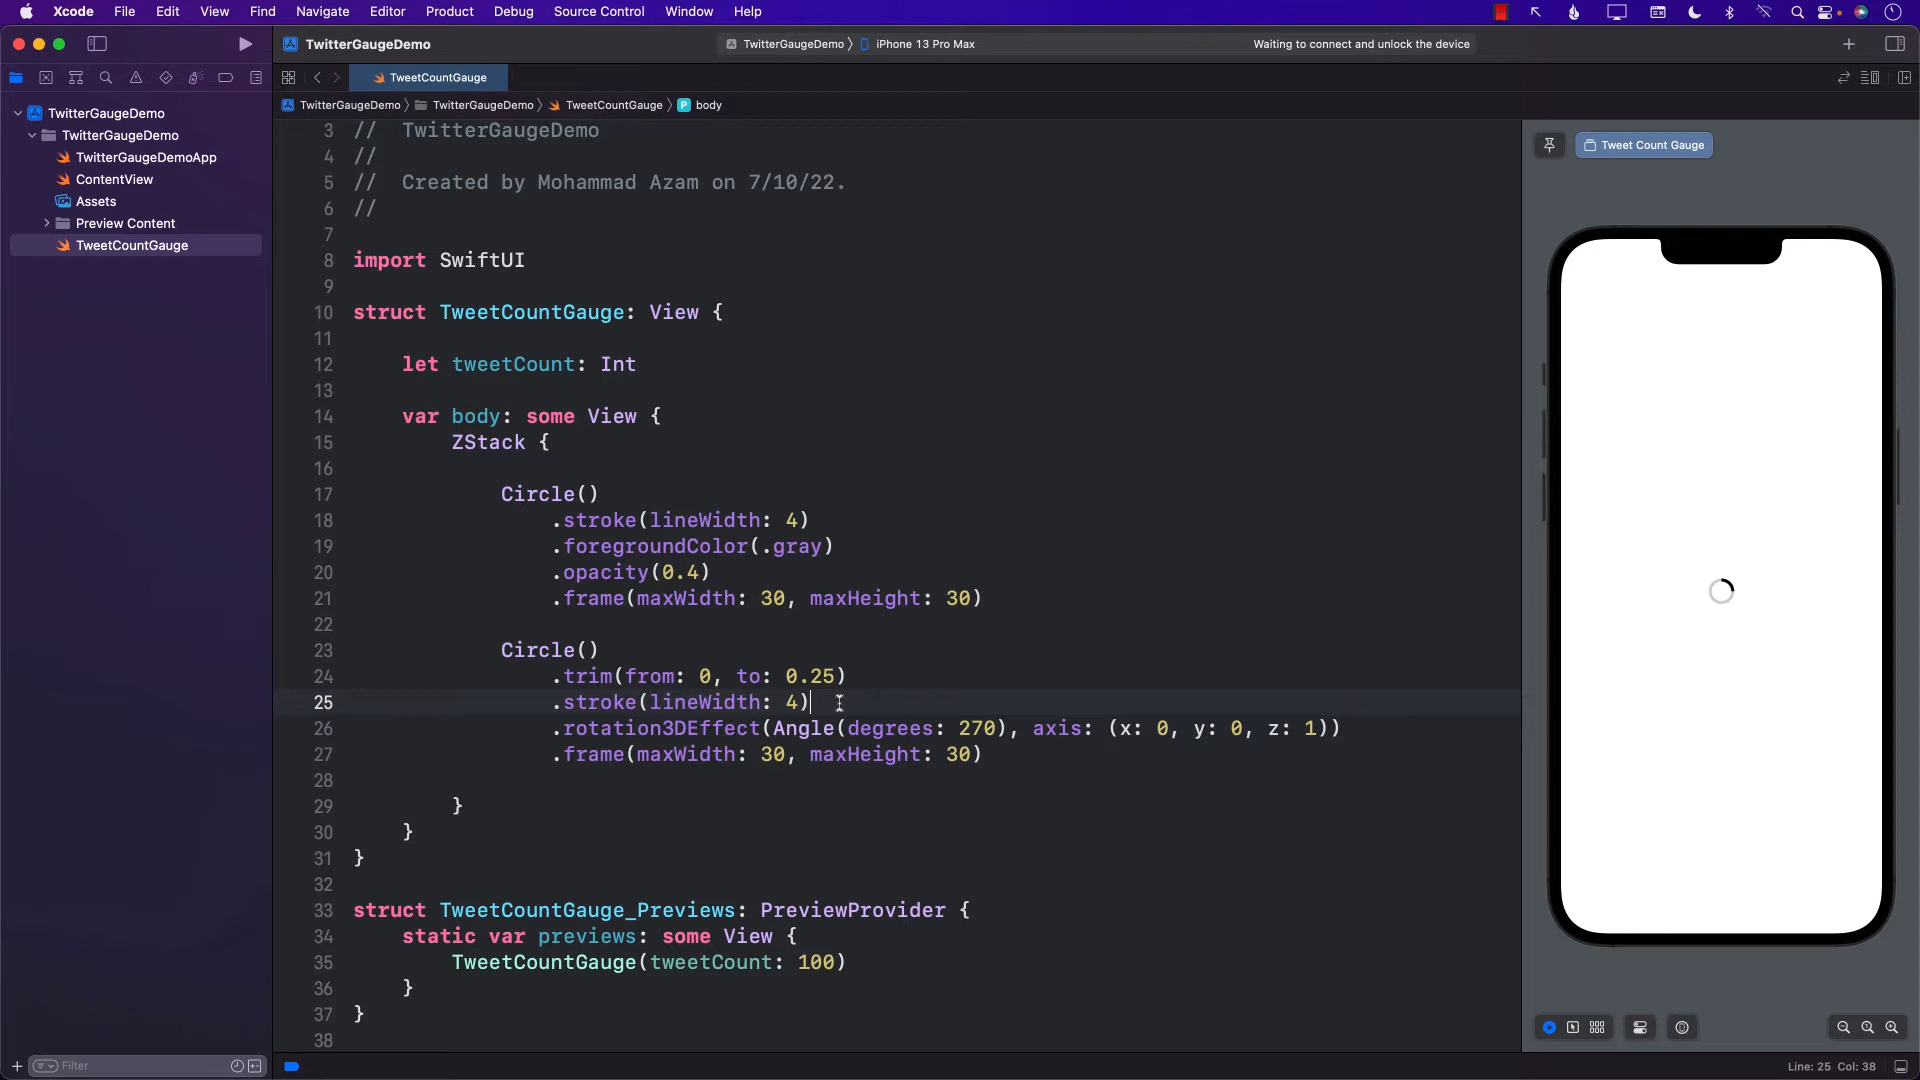 Xcode File Edit View Find Navigate Editor Product Debug Source Control Window Help
TwitterGaugeDemo
TwitterGaugeDemo 〉 iPhone 13 Pro Max
Waiting to connect and unlock the device
TweetCountGauge
TwitterGaugeDemo 〉 TwitterGaugeDemo 〉 TweetCountGauge 〉 P body
TwitterGaugeDemo
TwitterGaugeDemo
TwitterGaugeDemoApp
ContentView
Assets
Preview Content
TweetCountGauge
Filter
3 //  TwitterGaugeDemo
4 //
5 //  Created by Mohammad Azam on 7/10/22.
6 //
7
8 import SwiftUI
9
10 struct TweetCountGauge: View {
11
12     let tweetCount: Int
13
14     var body: some View {
15         ZStack {
16
17             Circle()
18                 .stroke(lineWidth: 4)
19                 .foregroundColor(.gray)
20                 .opacity(0.4)
21                 .frame(maxWidth: 30, maxHeight: 30)
22
23             Circle()
24                 .trim(from: 0, to: 0.25)
25                 .stroke(lineWidth: 4)
26                 .rotation3DEffect(Angle(degrees: 270), axis: (x: 0, y: 0, z: 1))
27                 .frame(maxWidth: 30, maxHeight: 30)
28
29         }
30     }
31 }
32
33 struct TweetCountGauge_Previews: PreviewProvider {
34     static var previews: some View {
35         TweetCountGauge(tweetCount: 100)
36     }
37 }
38
Tweet Count Gauge
Line: 25 Col: 38